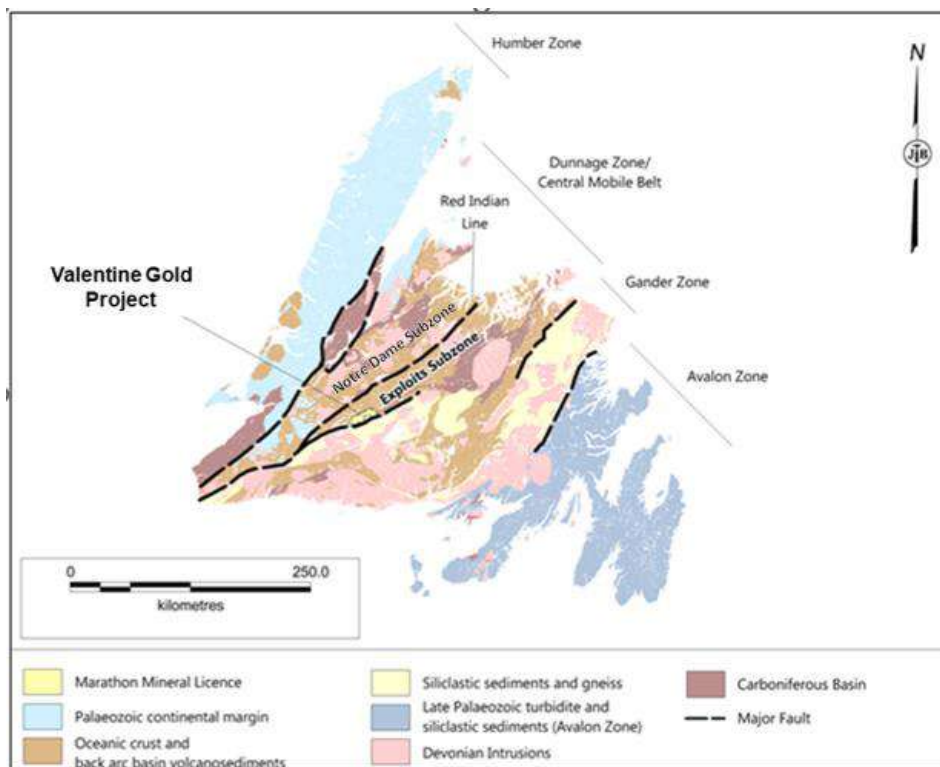 Humber Zone
N
JTB
Dunnage Zone/
Central Mobile Belt
Red Indian
Line
Valentine Gold
Project
Gander Zone
Notre Dame Subzone
Exploits Subzone
Avalon Zone
0 250.0
kilometres
Marathon Mineral Licence
Palaeozoic continental margin
Oceanic crust and
back arc basin volcanosediments
Siliclastic sediments and gneiss
Late Palaeozoic turbidite and
siliclastic sediments (Avalon Zone)
Devonian Intrusions
Carboniferous Basin
Major Fault